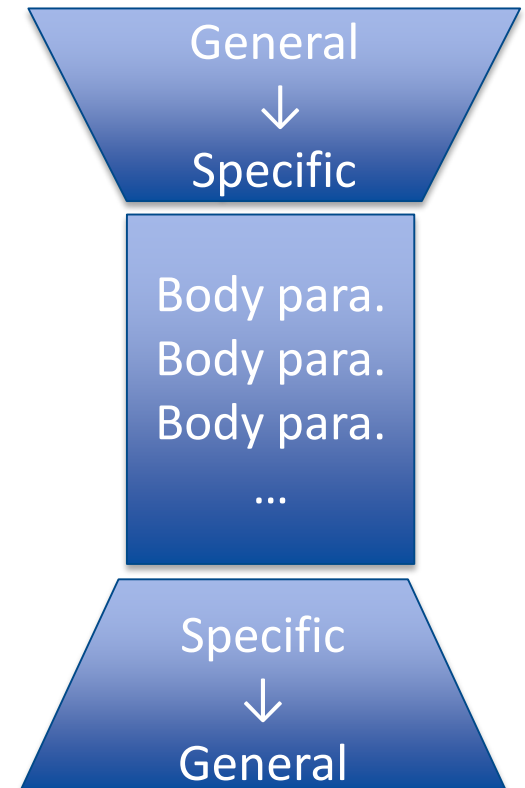 General
↓
Specific
Body para.
Body para.
Body para.
…
Specific
↓
General